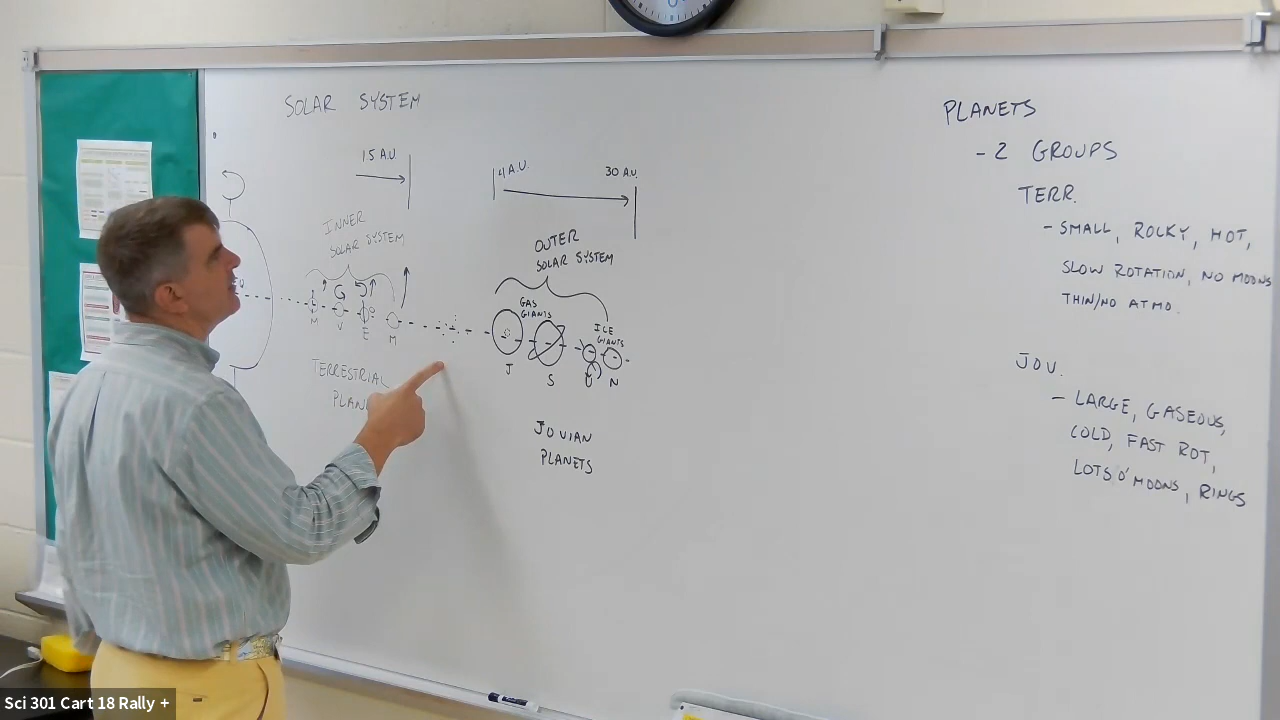 SOLAR SYSTEM
15 A.U
4 A.U.
30 A.U.
INNER
SOLAR SYSTEM
OUTER
SOLAR SYSTEM
GAS
GIANTS
ICE
GIANTS
M V E M
J S U N
TERRESTRIAL
JOVIAN
PLANETS
PLANETS
-2 GROUPS
TERR.
- SMALL, ROCKY, HOT,
SLOW ROTATION, NO MOONS
THIN/NO ATMO.
JOV.
- LARGE, GASEOUS,
COLD, FAST ROT,
LOTS O' MOONS, RINGS
Sci 301 Cart 18 Rally +